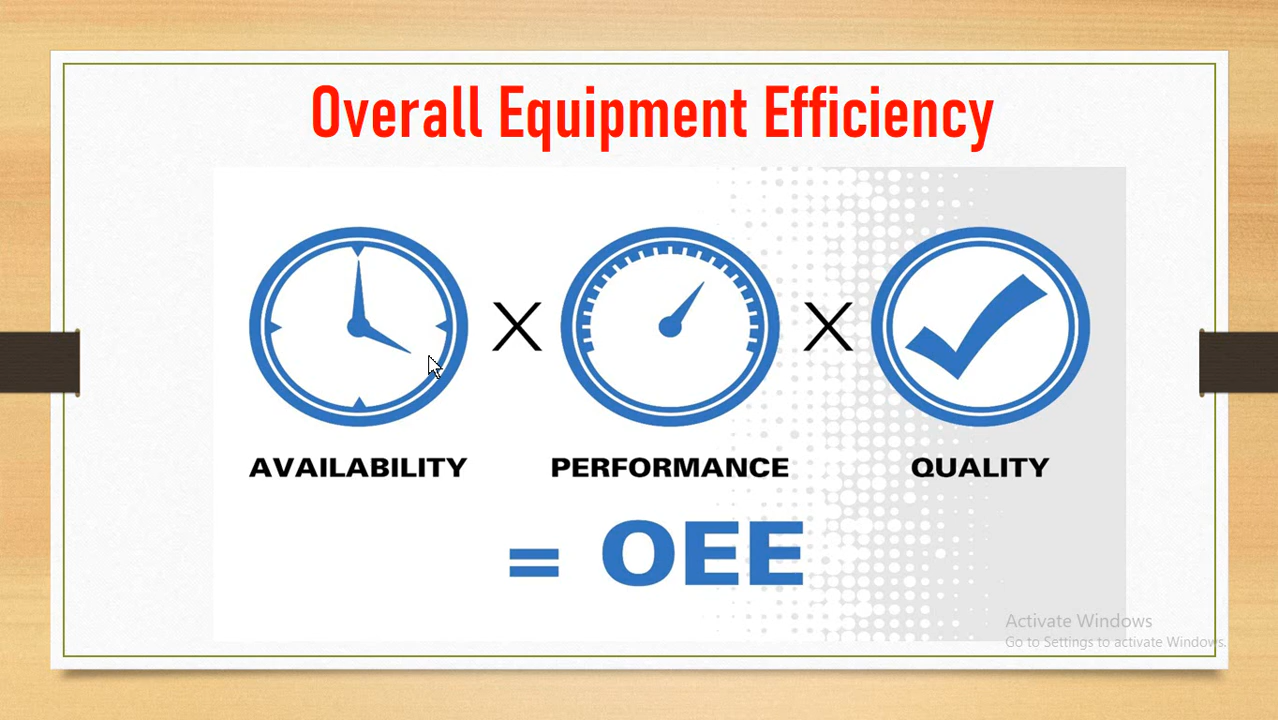 Overall Equipment Efficiency
X X
AVAILABILITY PERFORMANCE QUALITY
= OEE
Activate Windows
Go to Settings to activate Windows.